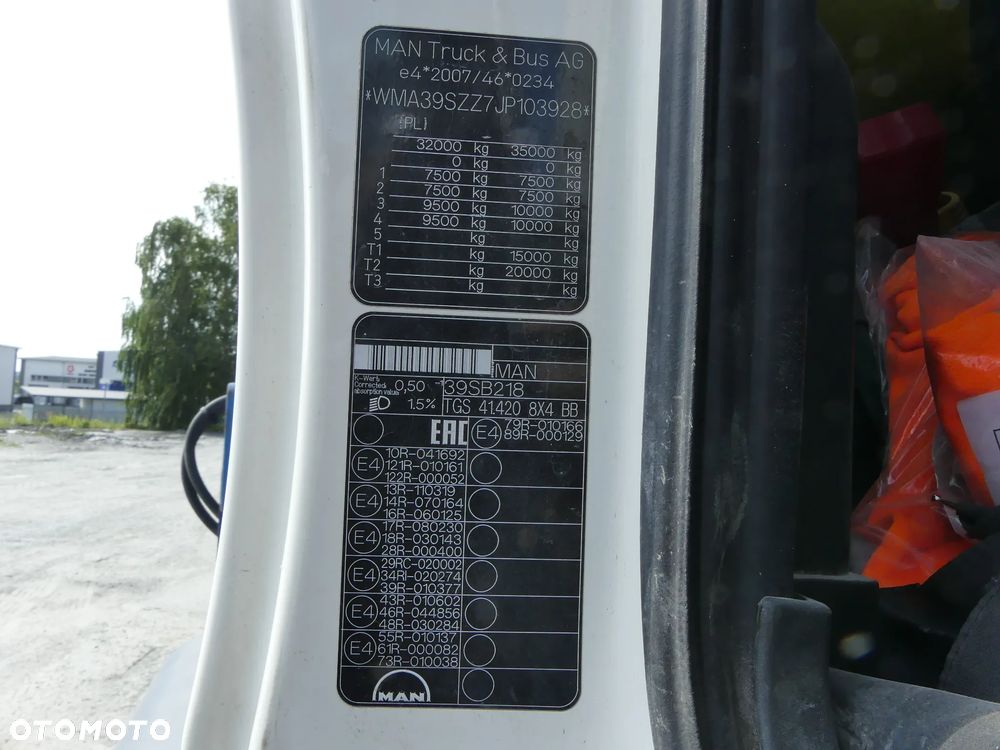 MAN Truck & Bus AG
e4*2007/46*0234
*WMA39SZZ7JP103928*
(PL)
32000 kg 35000 kg
0 kg 0 kg
1 7500 kg 7500 kg
2 7500 kg 7500 kg
3 9500 kg 10000 kg
4 9500 kg 10000 kg
5 kg kg
T1 kg 15000 kg
T2 kg 20000 kg
T3 kg kg
MAN
K-Wert
Corrected
absorption value
0,50
39SB218
1.5%
TGS 41.420 8X4 BB
EAC
E4
79R-010166
89R-000129
E4
10R-041692
121R-010161
122R-000052
E4
13R-110319
14R-070164
16R-060125
E4
17R-080230
18R-030143
28R-000400
E4
29RC-020002
34RI-020274
39R-010377
E4
43R-010602
46R-044856
48R-030284
E4
55R-010137
61R-000082
73R-010038
MAN
OTOMOTO